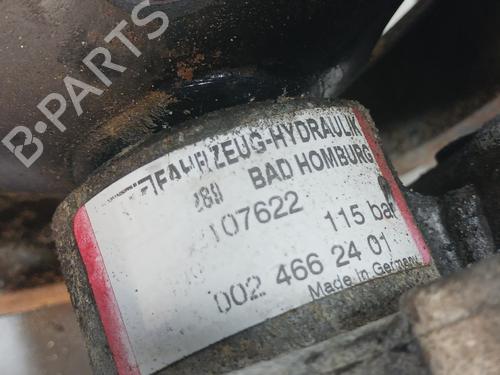 FAHRZEUG-HYDRAULIK
BAD HOMBURG
107622
115 bar
002 466 24 01
Made in Germany
B-PARTS